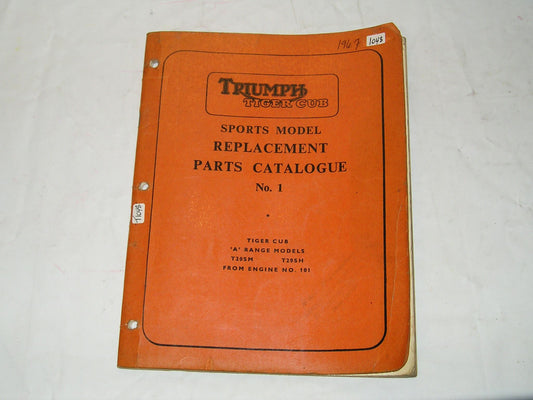 1967
1048
TRIUMPH
TIGER CUB
SPORTS MODEL
REPLACEMENT
PARTS CATALOGUE
No. 1
TIGER CUB
'A' RANGE MODELS
T20SM T20SH
FROM ENGINE NO. 101